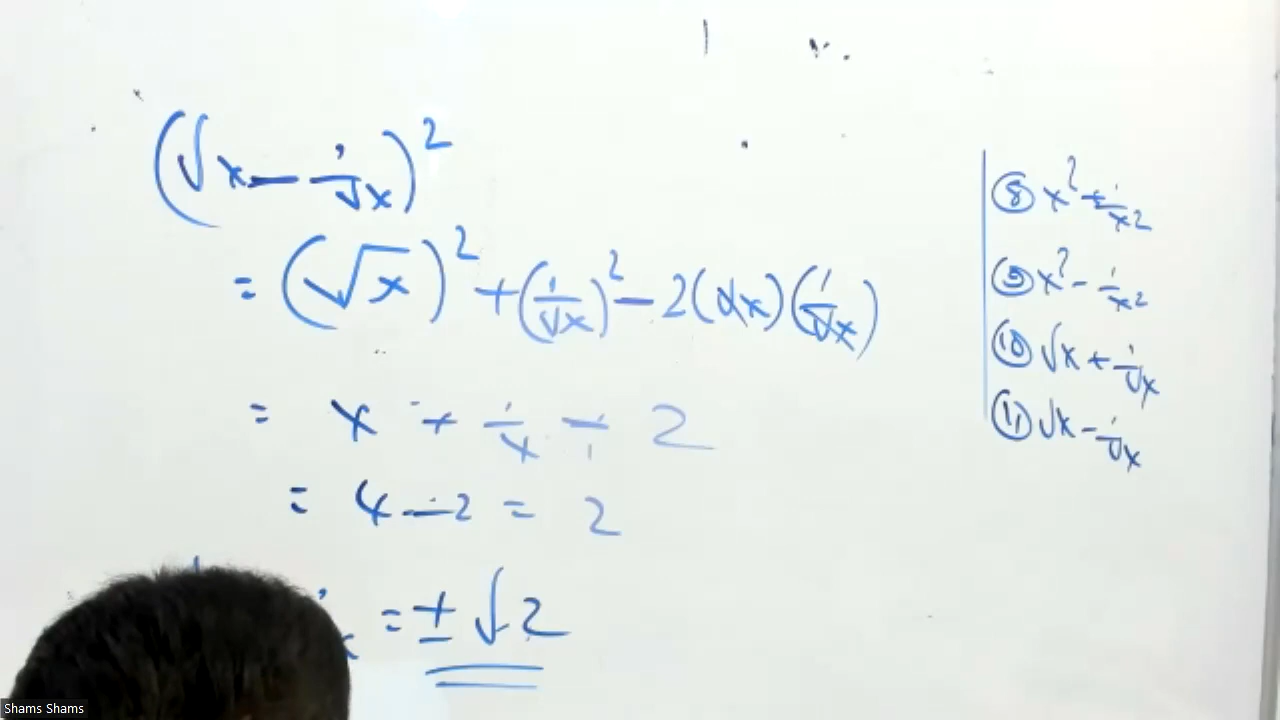 (√x - 1/√x)²
= (√x)² + (1/√x)² - 2(√x)(1/√x)
= x + 1/x - 2
= 4 - 2 = 2
= ± √2
⑧ x² + 1/x²
⑨ x² - 1/x²
⑩ √x + 1/√x
⑪ √x - 1/√x
Shams Shams